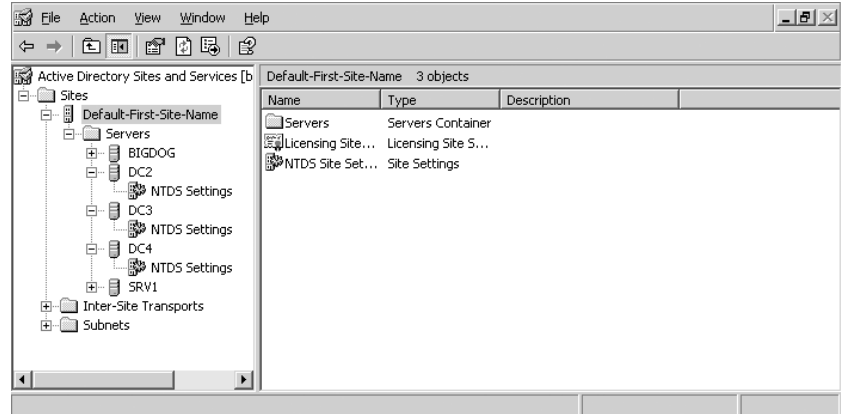 File Action View Window Help
Active Directory Sites and Services [b
Sites
Default-First-Site-Name
Servers
BIGDOG
DC2
NTDS Settings
DC3
NTDS Settings
DC4
NTDS Settings
SRV1
Inter-Site Transports
Subnets
Default-First-Site-Name 3 objects
Name Type Description
Servers Servers Container
Licensing Site... Licensing Site S...
NTDS Site Set... Site Settings